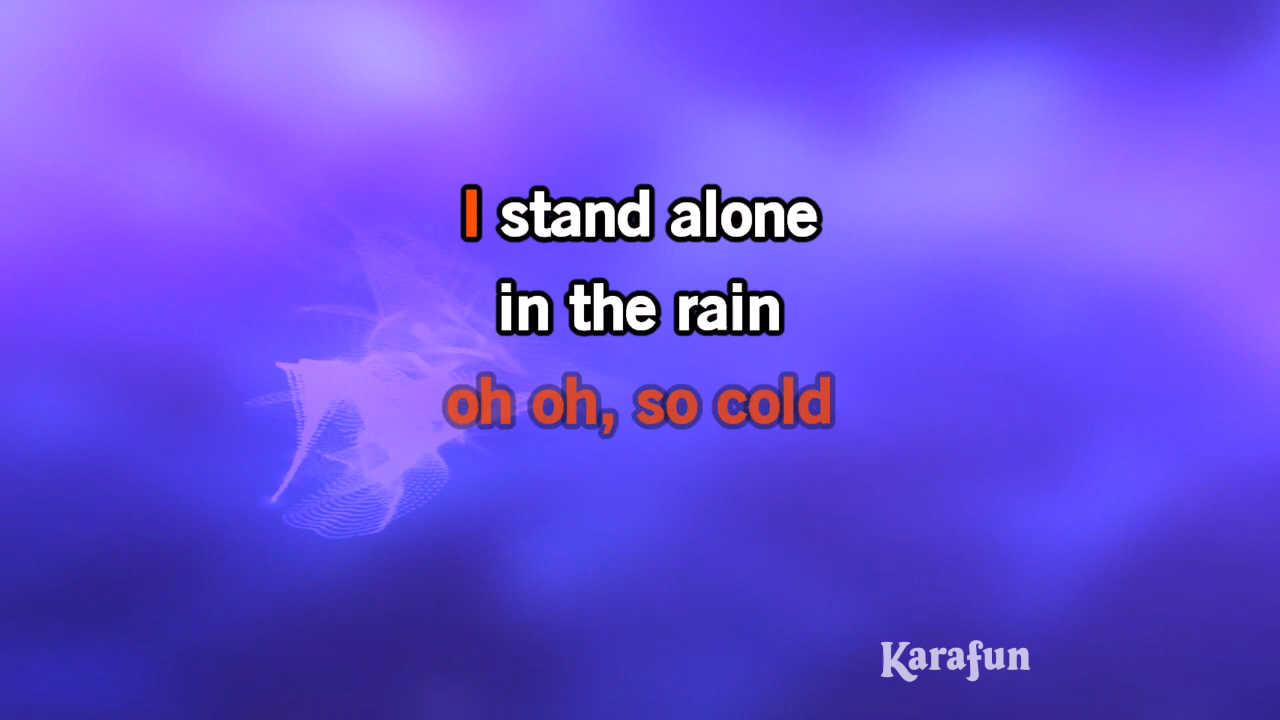 I stand alone
in the rain
oh oh, so cold
Karafun